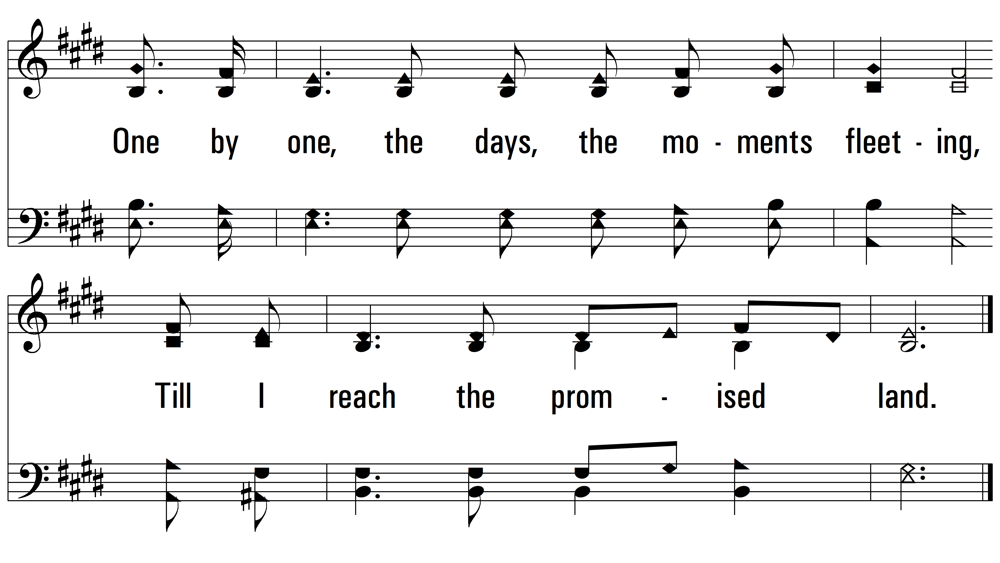 One by one, the days, the mo - ments fleet - ing,
Till I reach the prom - ised land.